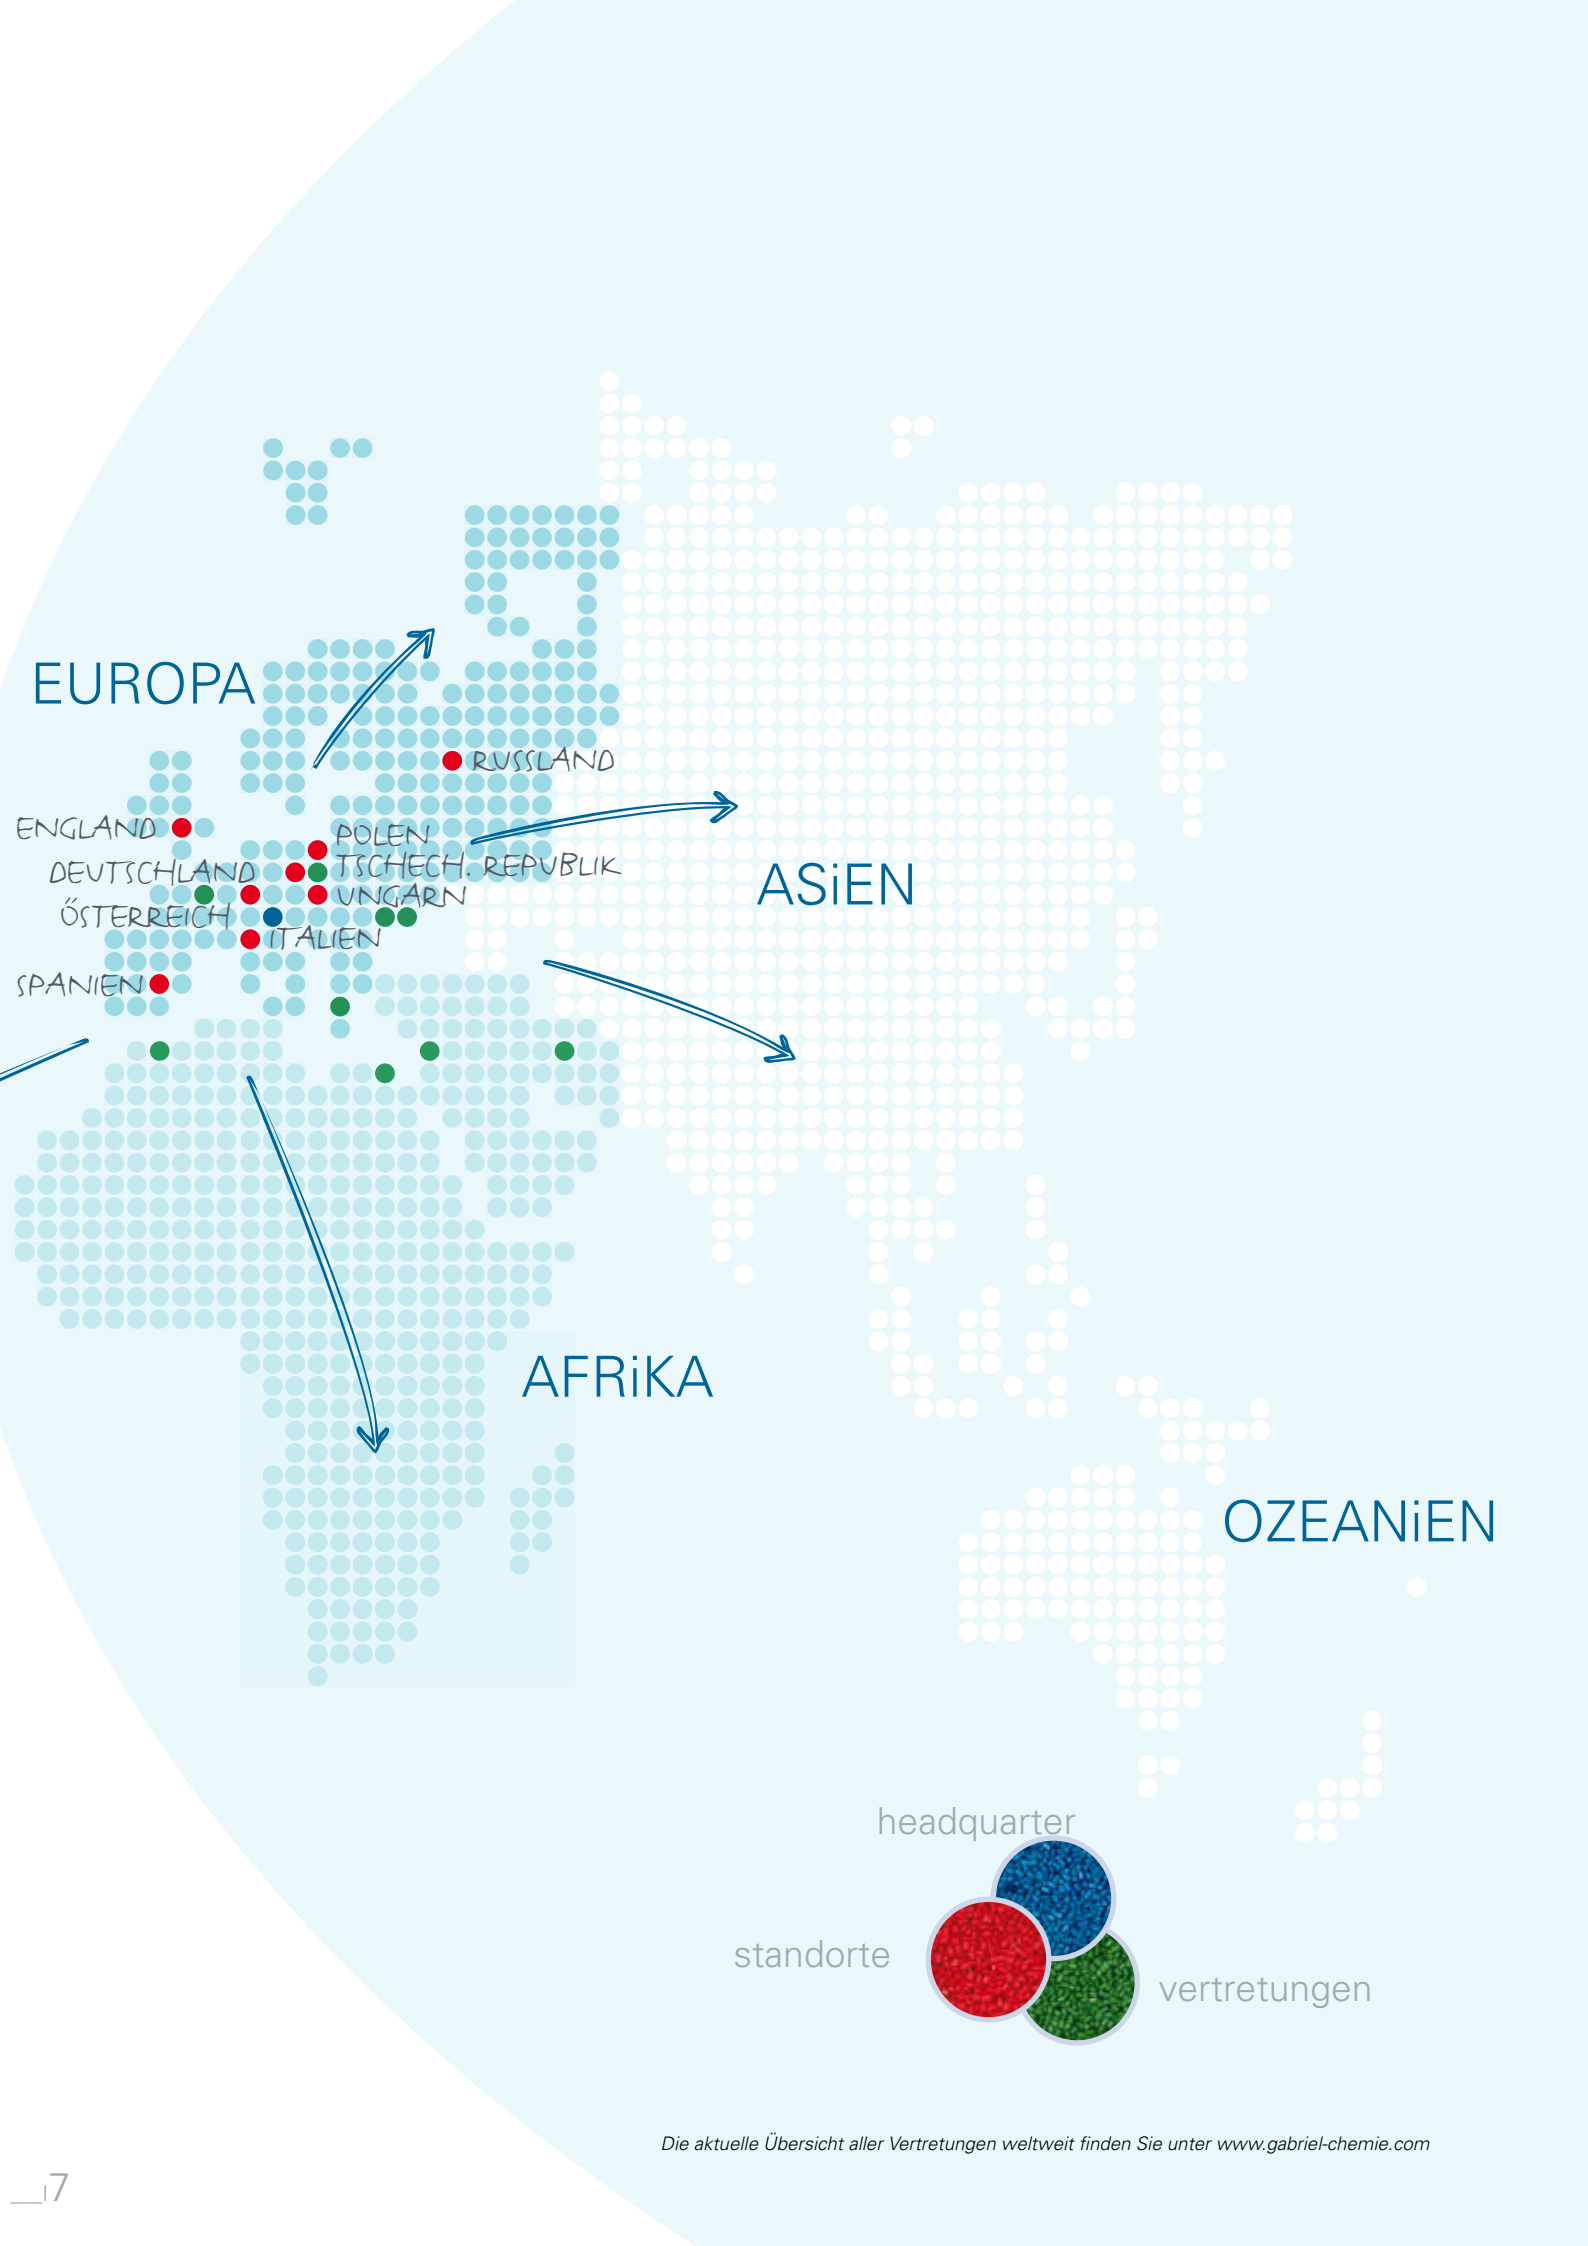 EUROPA
RUSSLAND
ENGLAND
POLEN
DEUTSCHLAND
TSCHECH. REPUBLIK
UNGARN
ÖSTERREICH
ITALIEN
SPANIEN
ASiEN
AFRiKA
OZEANiEN
headquarter
standorte
vertretungen
Die aktuelle Übersicht aller Vertretungen weltweit finden Sie unter www.gabriel-chemie.com
7